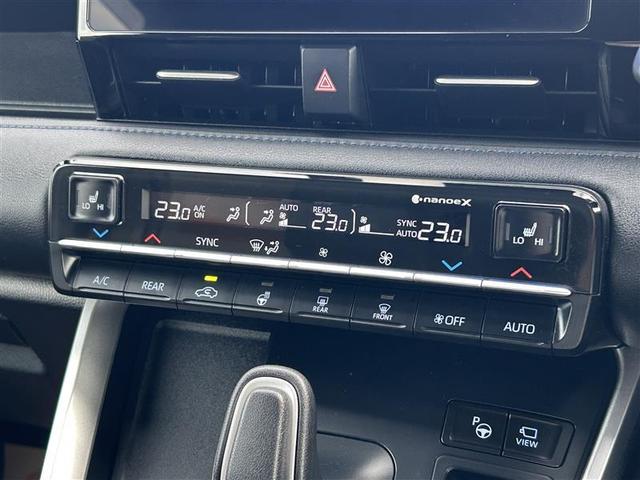 nanoeX
LO HI
23.0 A/C ON
AUTO
REAR
23.0
SYNC
AUTO 23.0
LO HI
SYNC
A/C
REAR
REAR
FRONT
OFF
AUTO
P
VIEW